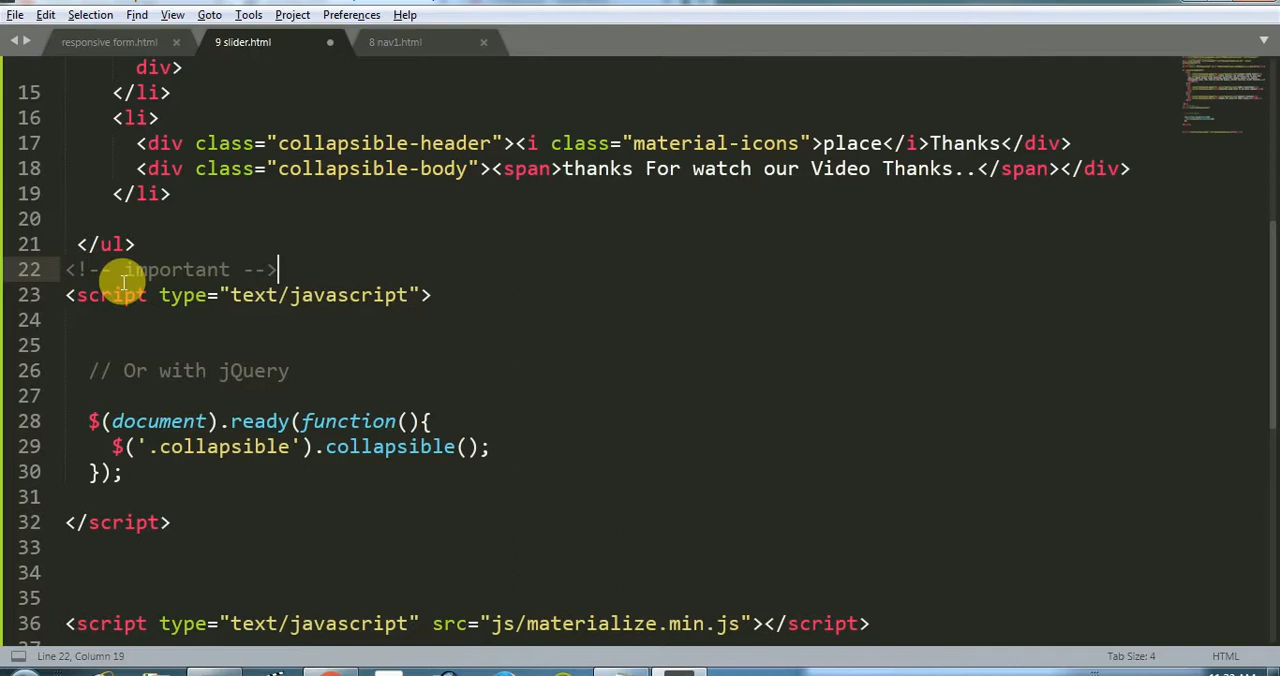 File Edit Selection Find View Goto Tools Project Preferences Help
responsive form.html × 9 slider.html 8 nav1.html ×
div>
15 </li>
16 <li>
17 <div class="collapsible-header"><i class="material-icons">place</i>Thanks</div>
18 <div class="collapsible-body"><span>thanks For watch our Video Thanks..</span></div>
19 </li>
20
21 </ul>
22 <!-- important -->
23 <script type="text/javascript">
24
25
26 // Or with jQuery
27
28 $(document).ready(function(){
29 $('.collapsible').collapsible();
30 });
31
32 </script>
33
34
35
36 <script type="text/javascript" src="js/materialize.min.js"></script>
Line 22, Column 19 Tab Size: 4 HTML